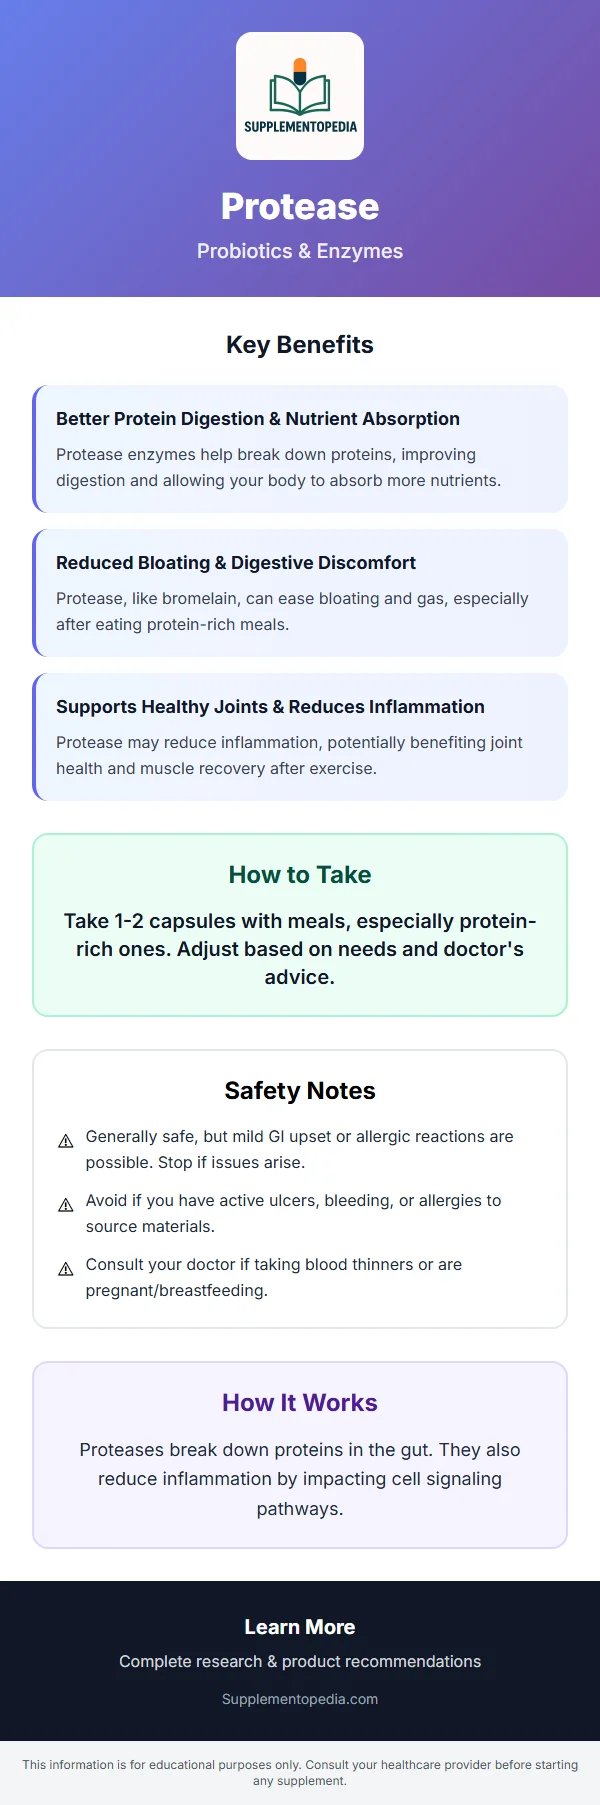 SUPPLEMENTOPEDIA
Protease
Probiotics & Enzymes
Key Benefits
Better Protein Digestion & Nutrient Absorption
Protease enzymes help break down proteins, improving
digestion and allowing your body to absorb more nutrients.
Reduced Bloating & Digestive Discomfort
Protease, like bromelain, can ease bloating and gas, especially
after eating protein-rich meals.
Supports Healthy Joints & Reduces Inflammation
Protease may reduce inflammation, potentially benefiting joint
health and muscle recovery after exercise.
How to Take
Take 1-2 capsules with meals, especially protein-
rich ones. Adjust based on needs and doctor's
advice.
Safety Notes
⚠ Generally safe, but mild GI upset or allergic reactions are
possible. Stop if issues arise.
⚠ Avoid if you have active ulcers, bleeding, or allergies to
source materials.
⚠ Consult your doctor if taking blood thinners or are
pregnant/breastfeeding.
How It Works
Proteases break down proteins in the gut. They also
reduce inflammation by impacting cell signaling
pathways.
Learn More
Complete research & product recommendations
Supplementopedia.com
This information is for educational purposes only. Consult your healthcare provider before starting
any supplement.